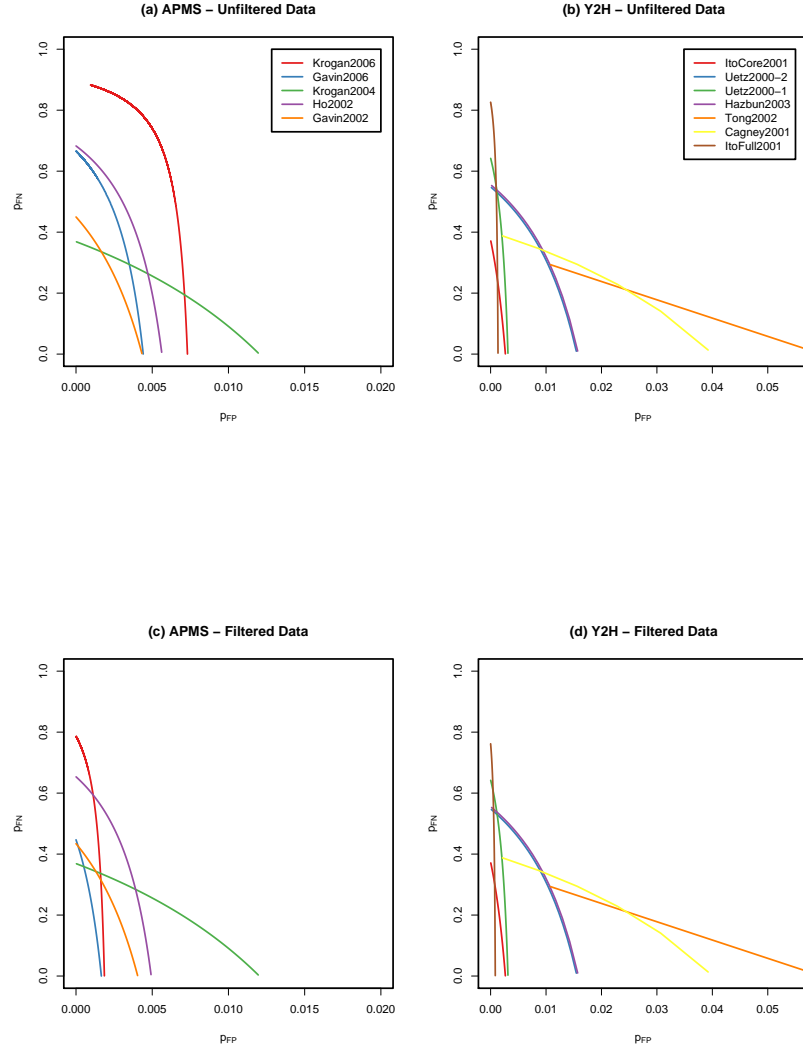 (a) APMS − Unfiltered Data
1.0
0.8
0.6
0.4
0.2
0.0
pFN
Krogan2006
Gavin2006
Krogan2004
Ho2002
Gavin2002
0.000
0.005
0.010
0.015
0.020
pFP
(b) Y2H − Unfiltered Data
1.0
0.8
0.6
0.4
0.2
0.0
pFN
ItoCore2001
Uetz2000−2
Uetz2000−1
Hazbun2003
Tong2002
Cagney2001
ItoFull2001
0.00
0.01
0.02
0.03
0.04
0.05
pFP
(c) APMS − Filtered Data
1.0
0.8
0.6
0.4
0.2
0.0
pFN
0.000
0.005
0.010
0.015
0.020
pFP
(d) Y2H − Filtered Data
1.0
0.8
0.6
0.4
0.2
0.0
pFN
0.00
0.01
0.02
0.03
0.04
0.05
pFP